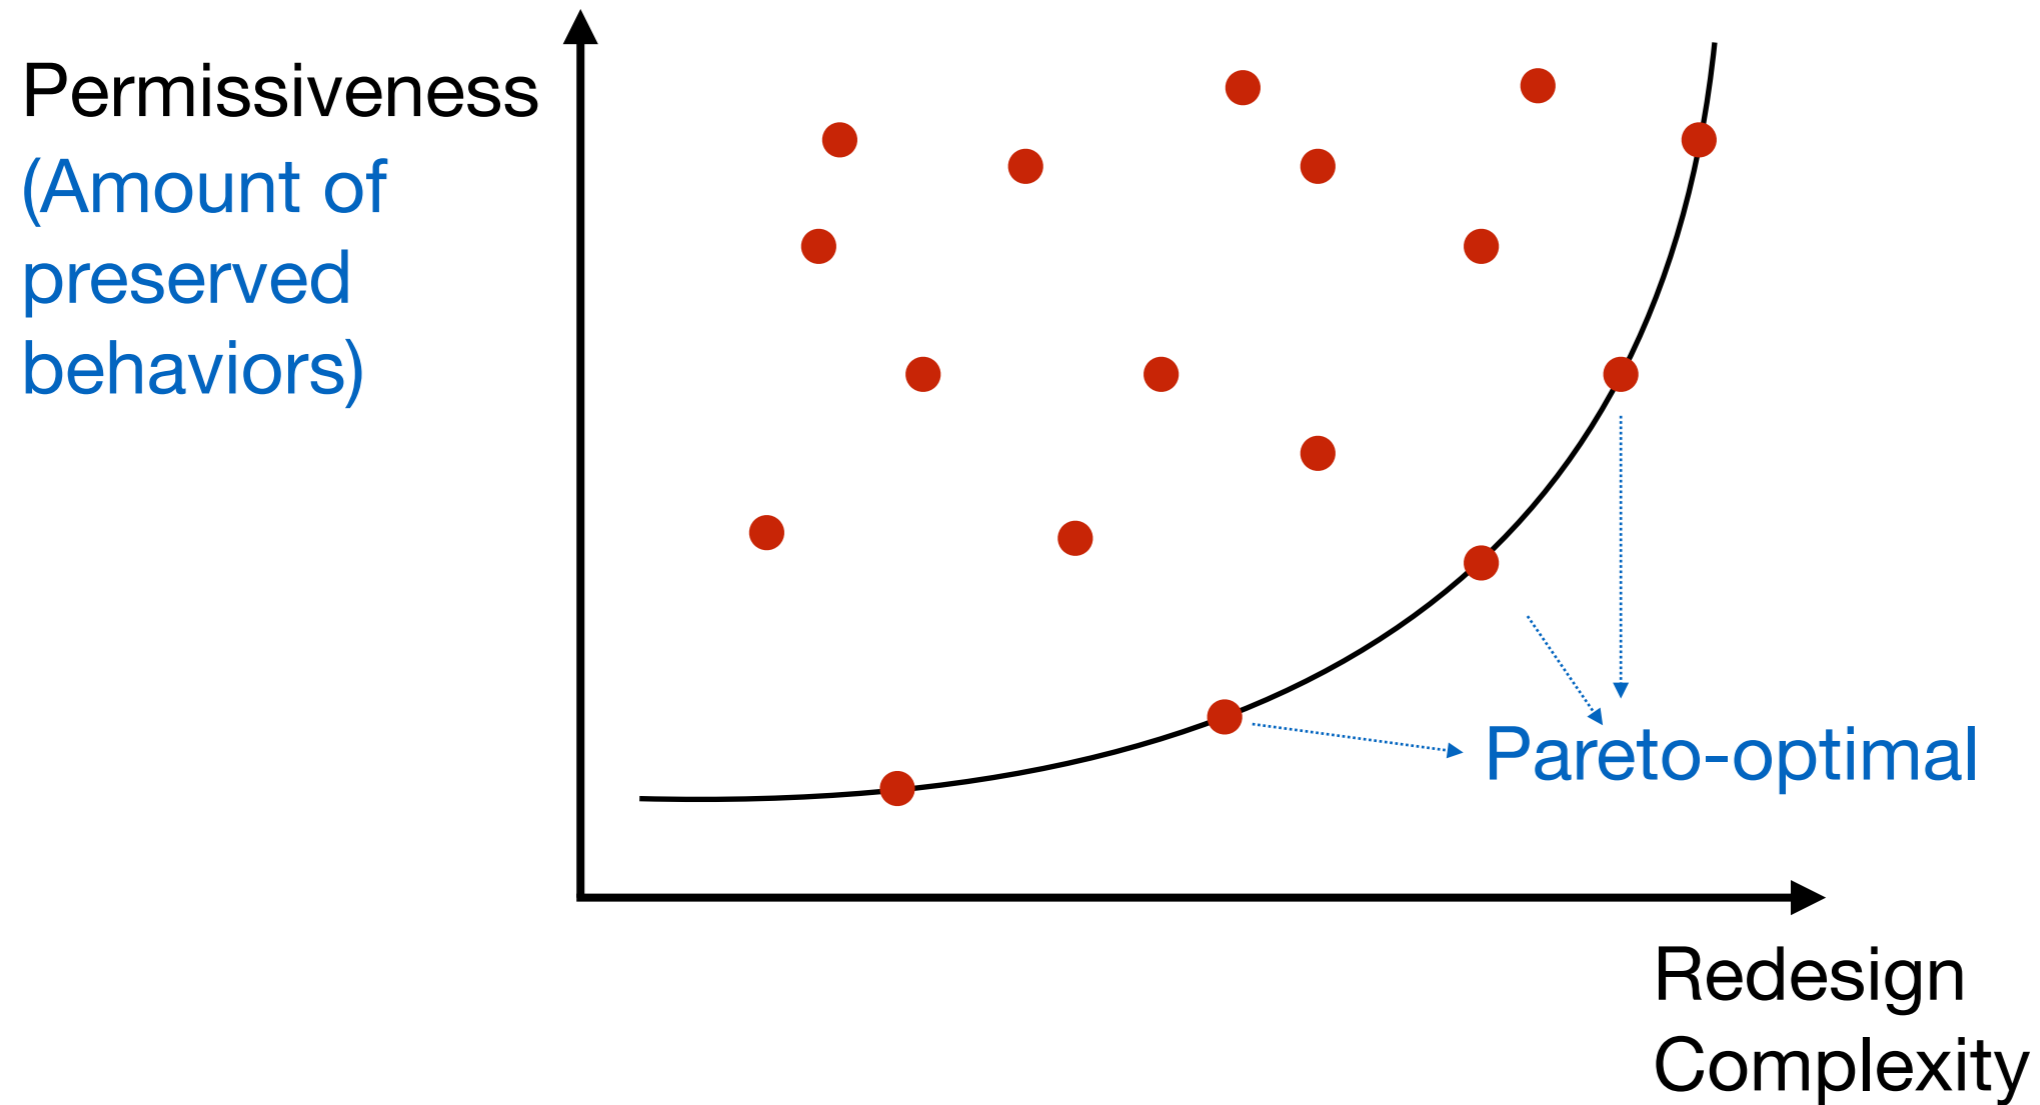 Permissiveness
(Amount of
preserved
behaviors)
Pareto-optimal
Redesign
Complexity